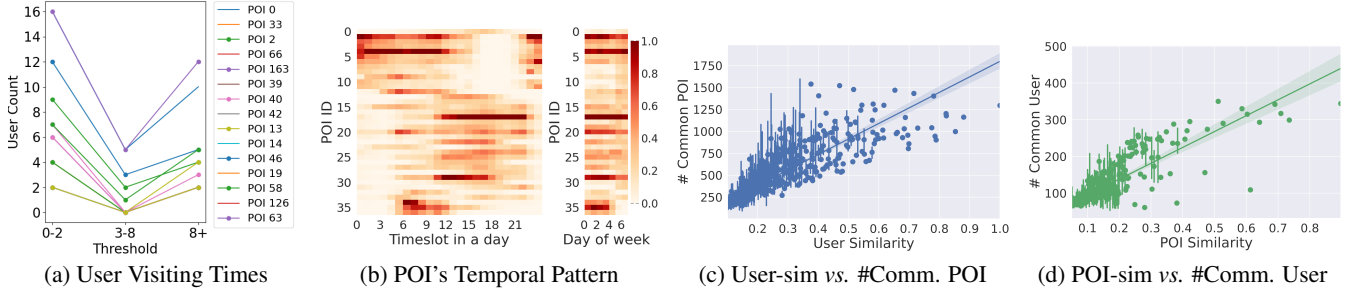 16
14
12
10
8
6
4
2
0
User Count
0-2
3-8
8+
Threshold
POI 0
POI 33
POI 2
POI 66
POI 163
POI 39
POI 40
POI 42
POI 13
POI 14
POI 46
POI 19
POI 58
POI 126
POI 63
(a) User Visiting Times
0
5
10
15
20
25
30
35
POI ID
0 3 6 9 12 15 18 21
Timeslot in a day
0
5
10
15
20
25
30
35
POI ID
0 2 4 6
Day of week
1.0
0.8
0.6
0.4
0.2
0.0
(b) POI's Temporal Pattern
1750
1500
1250
1000
750
500
250
# Common POI
0.2 0.3 0.4 0.5 0.6 0.7 0.8 0.9 1.0
User Similarity
(c) User-sim vs. #Comm. POI
500
400
300
200
100
# Common User
0.1 0.2 0.3 0.4 0.5 0.6 0.7 0.8
POI Similarity
(d) POI-sim vs. #Comm. User